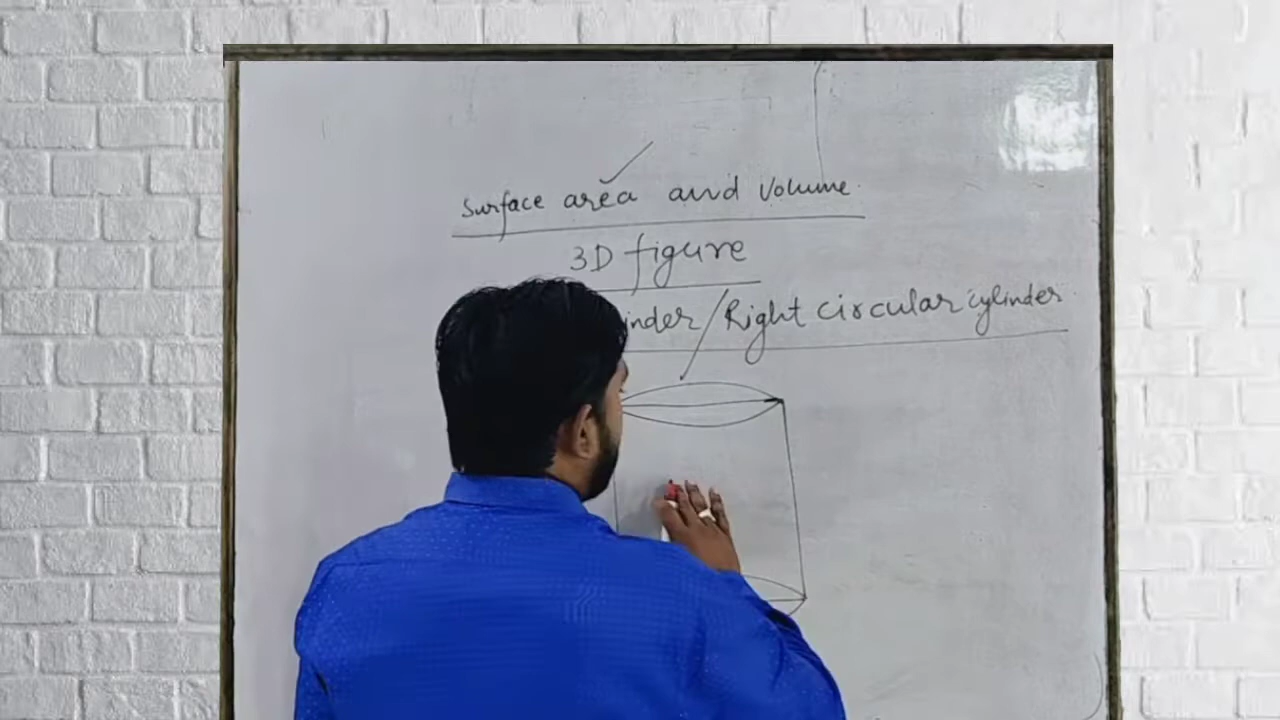 Surface area and Volume.
3D figure
inder/Right circular cylinder